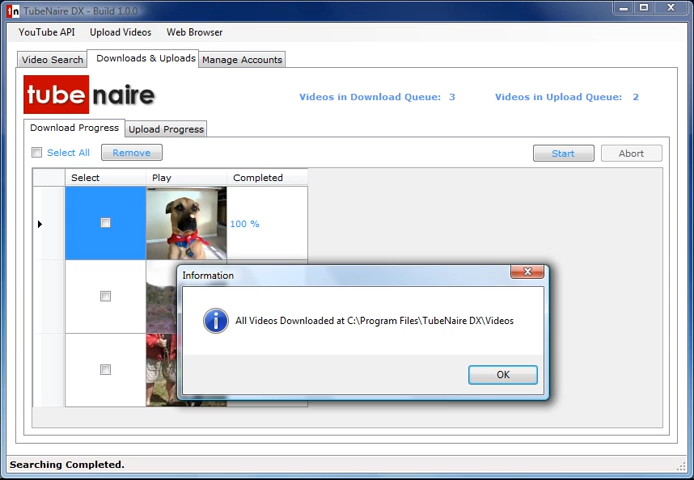 TubeNaire DX - Build 1.0.0
YouTube API Upload Videos Web Browser
Video Search Downloads & Uploads Manage Accounts
tube naire
Videos in Download Queue: 3 Videos in Upload Queue: 2
Download Progress Upload Progress
Select All Remove Start Abort
Select Play Completed
100 %
Information
All Videos Downloaded at C:\Program Files\TubeNaire DX\Videos
OK
Searching Completed.